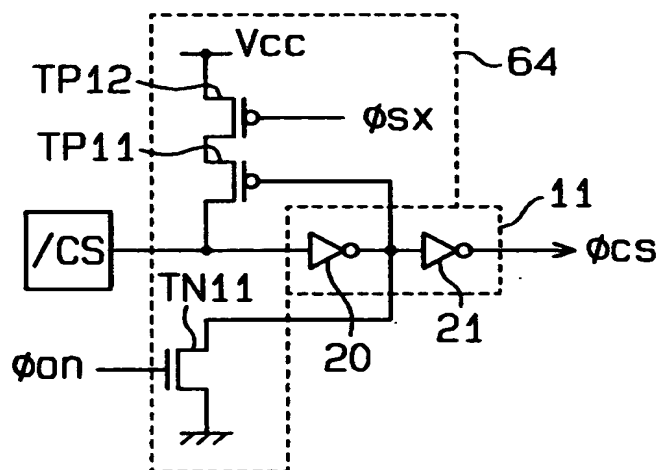 Vcc
64
TP12
φsx
TP11
11
/CS
φcs
TN11
20
21
φon